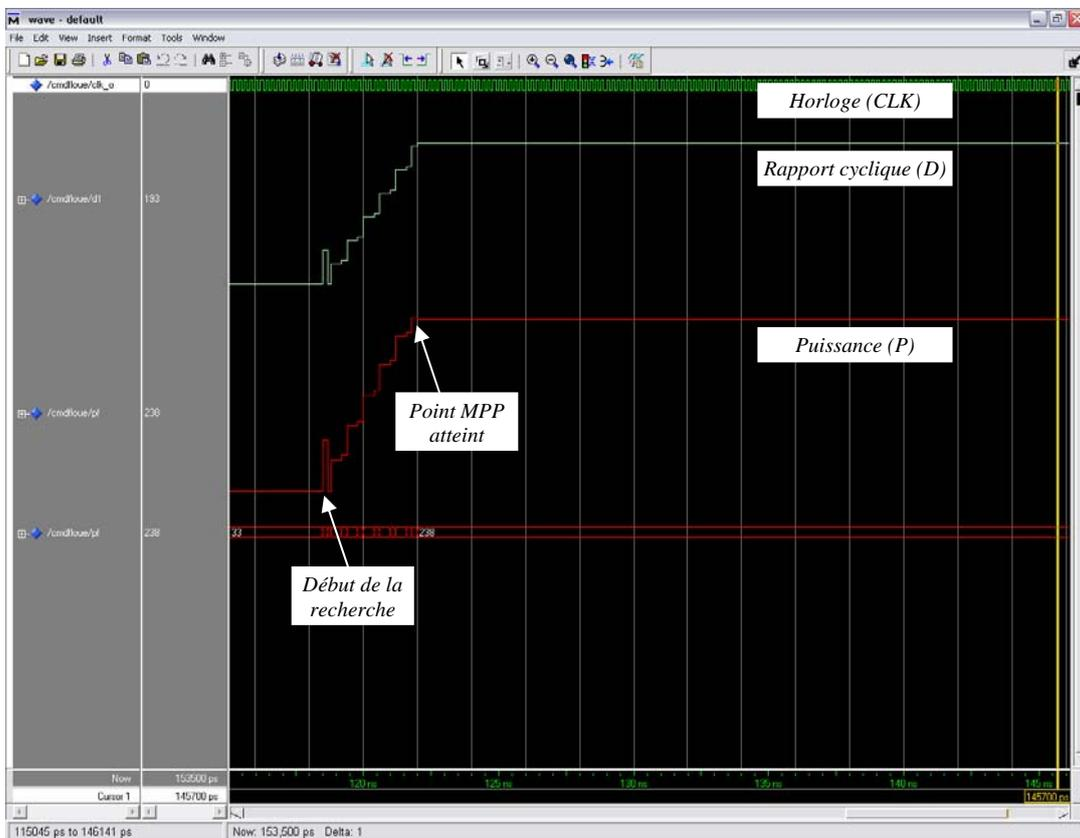 wave - default
File Edit View Insert Format Tools Window
/cmdfloue/clk_o 0
Horloge (CLK)
Rapport cyclique (D)
/cmdfloue/d1 193
Puissance (P)
Point MPP
atteint
/cmdfloue/pf 238
/cmdfloue/pf 238 33 238
Début de la
recherche
Now 153500 ps 120 ns 125 ns 130 ns 135 ns 140 ns 145 ns
Cursor 1 145700 ps 145700 ps
115045 ps to 146141 ps Now: 153,500 ps Delta: 1